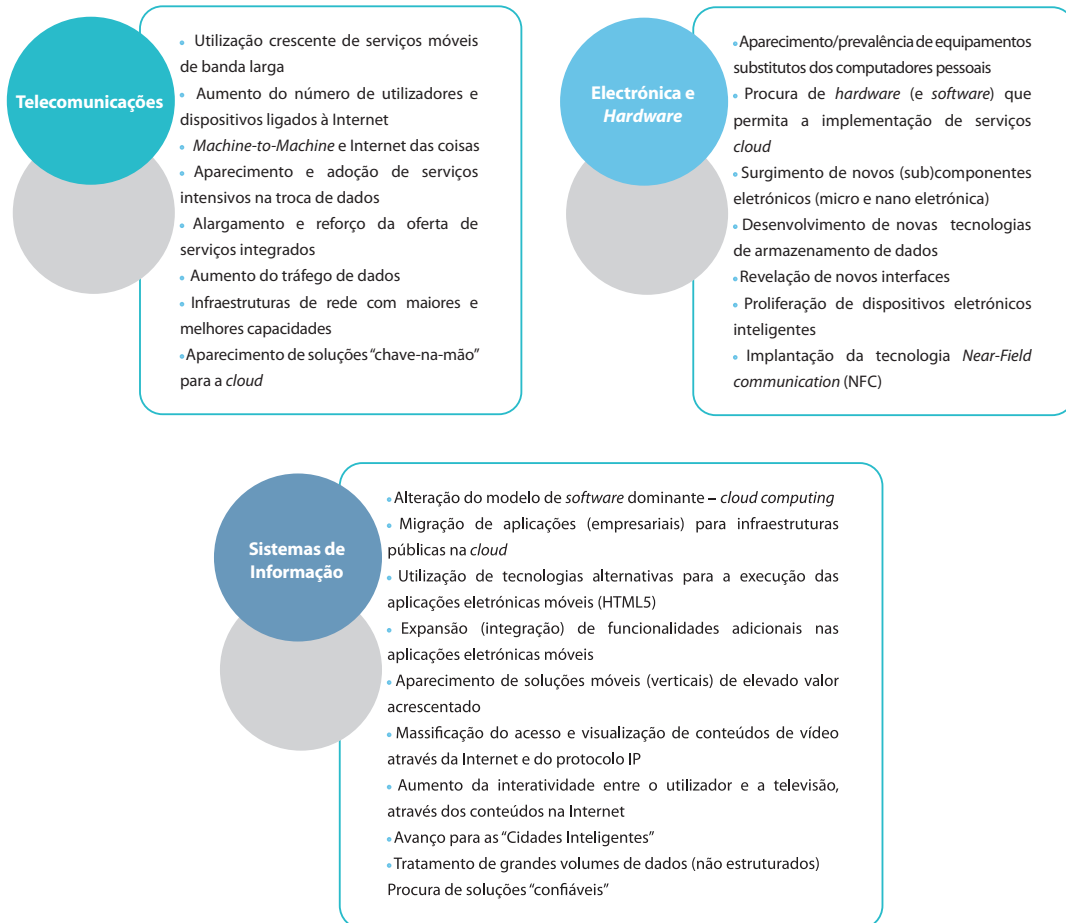 Telecomunicações
• Utilização crescente de serviços móveis
de banda larga
• Aumento do número de utilizadores e
dispositivos ligados à Internet
• Machine-to-Machine e Internet das coisas
• Aparecimento e adoção de serviços
intensivos na troca de dados
• Alargamento e reforço da oferta de
serviços integrados
• Aumento do tráfego de dados
• Infraestruturas de rede com maiores e
melhores capacidades
• Aparecimento de soluções “chave-na-mão”
para a cloud
Electrónica e
Hardware
• Aparecimento/prevalência de equipamentos
substitutos dos computadores pessoais
• Procura de hardware (e software) que
permita a implementação de serviços
cloud
• Surgimento de novos (sub)componentes
eletrónicos (micro e nano eletrónica)
• Desenvolvimento de novas tecnologias
de armazenamento de dados
• Revelação de novos interfaces
• Proliferação de dispositivos eletrónicos
inteligentes
• Implantação da tecnologia Near-Field
communication (NFC)
Sistemas de
Informação
• Alteração do modelo de software dominante – cloud computing
• Migração de aplicações (empresariais) para infraestruturas
públicas na cloud
• Utilização de tecnologias alternativas para a execução das
aplicações eletrónicas móveis (HTML5)
• Expansão (integração) de funcionalidades adicionais nas
aplicações eletrónicas móveis
• Aparecimento de soluções móveis (verticais) de elevado valor
acrescentado
• Massificação do acesso e visualização de conteúdos de vídeo
através da Internet e do protocolo IP
• Aumento da interatividade entre o utilizador e a televisão,
através dos conteúdos na Internet
• Avanço para as “Cidades Inteligentes”
• Tratamento de grandes volumes de dados (não estruturados)
Procura de soluções “confiáveis”